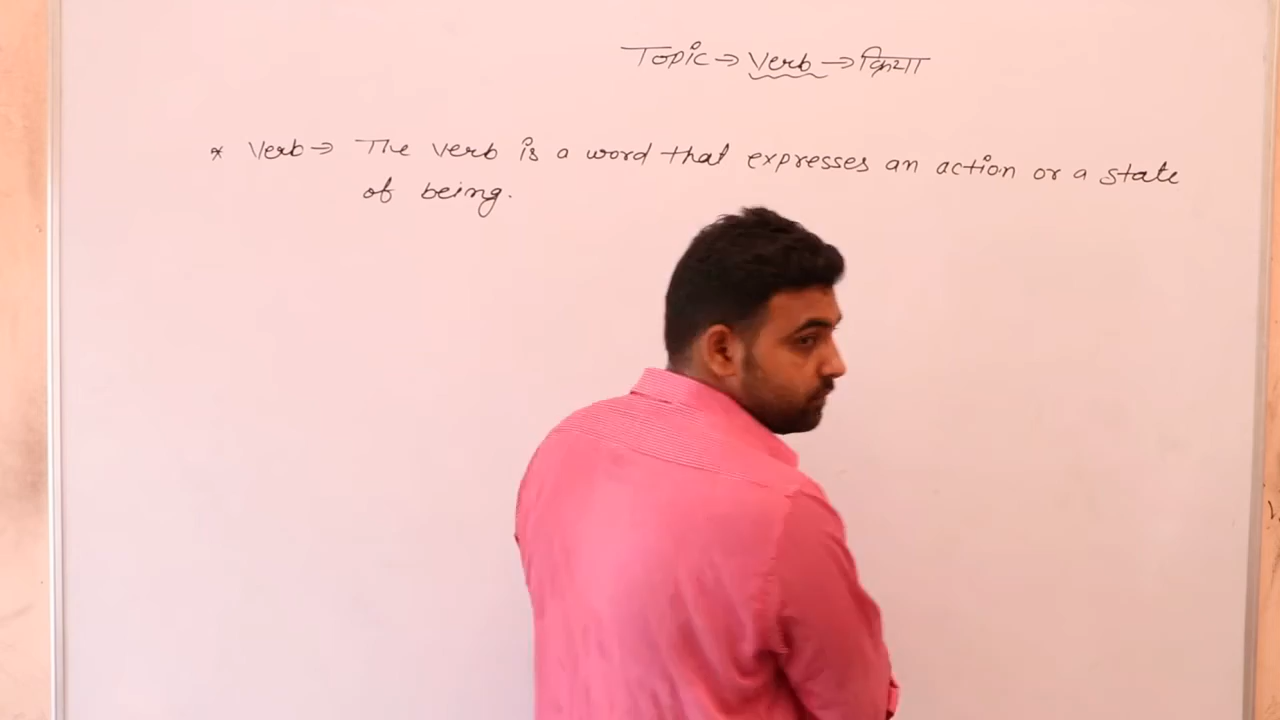 Topic → Verb → क्रिया
* Verb → The verb is a word that expresses an action or a state
of being.